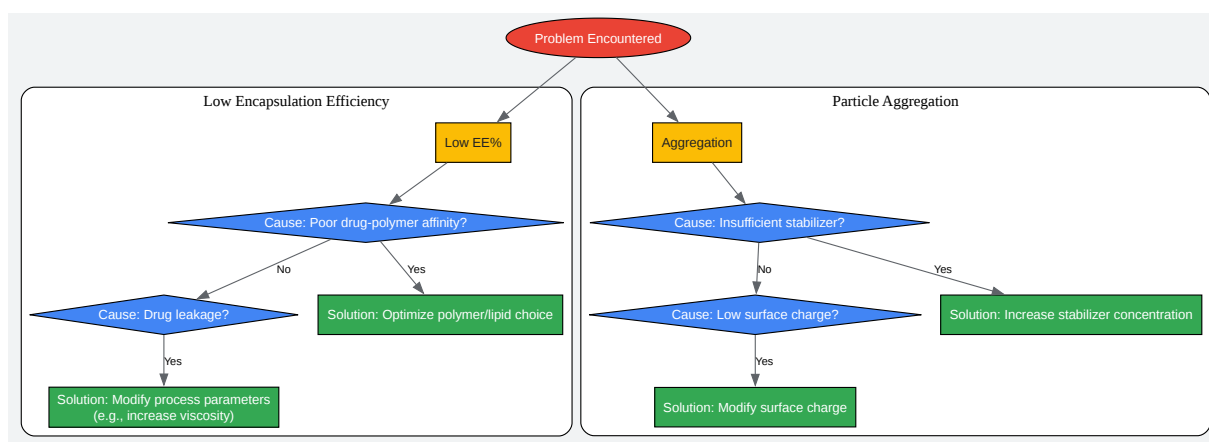 Problem Encountered
Low Encapsulation Efficiency
Particle Aggregation
Low EE%
Aggregation
Cause: Poor drug-polymer affinity?
Cause: Insufficient stabilizer?
No
Yes
No
Yes
Cause: Drug leakage?
Solution: Optimize polymer/lipid choice
Cause: Low surface charge?
Solution: Increase stabilizer concentration
Yes
Yes
Solution: Modify process parameters
(e.g., increase viscosity)
Solution: Modify surface charge